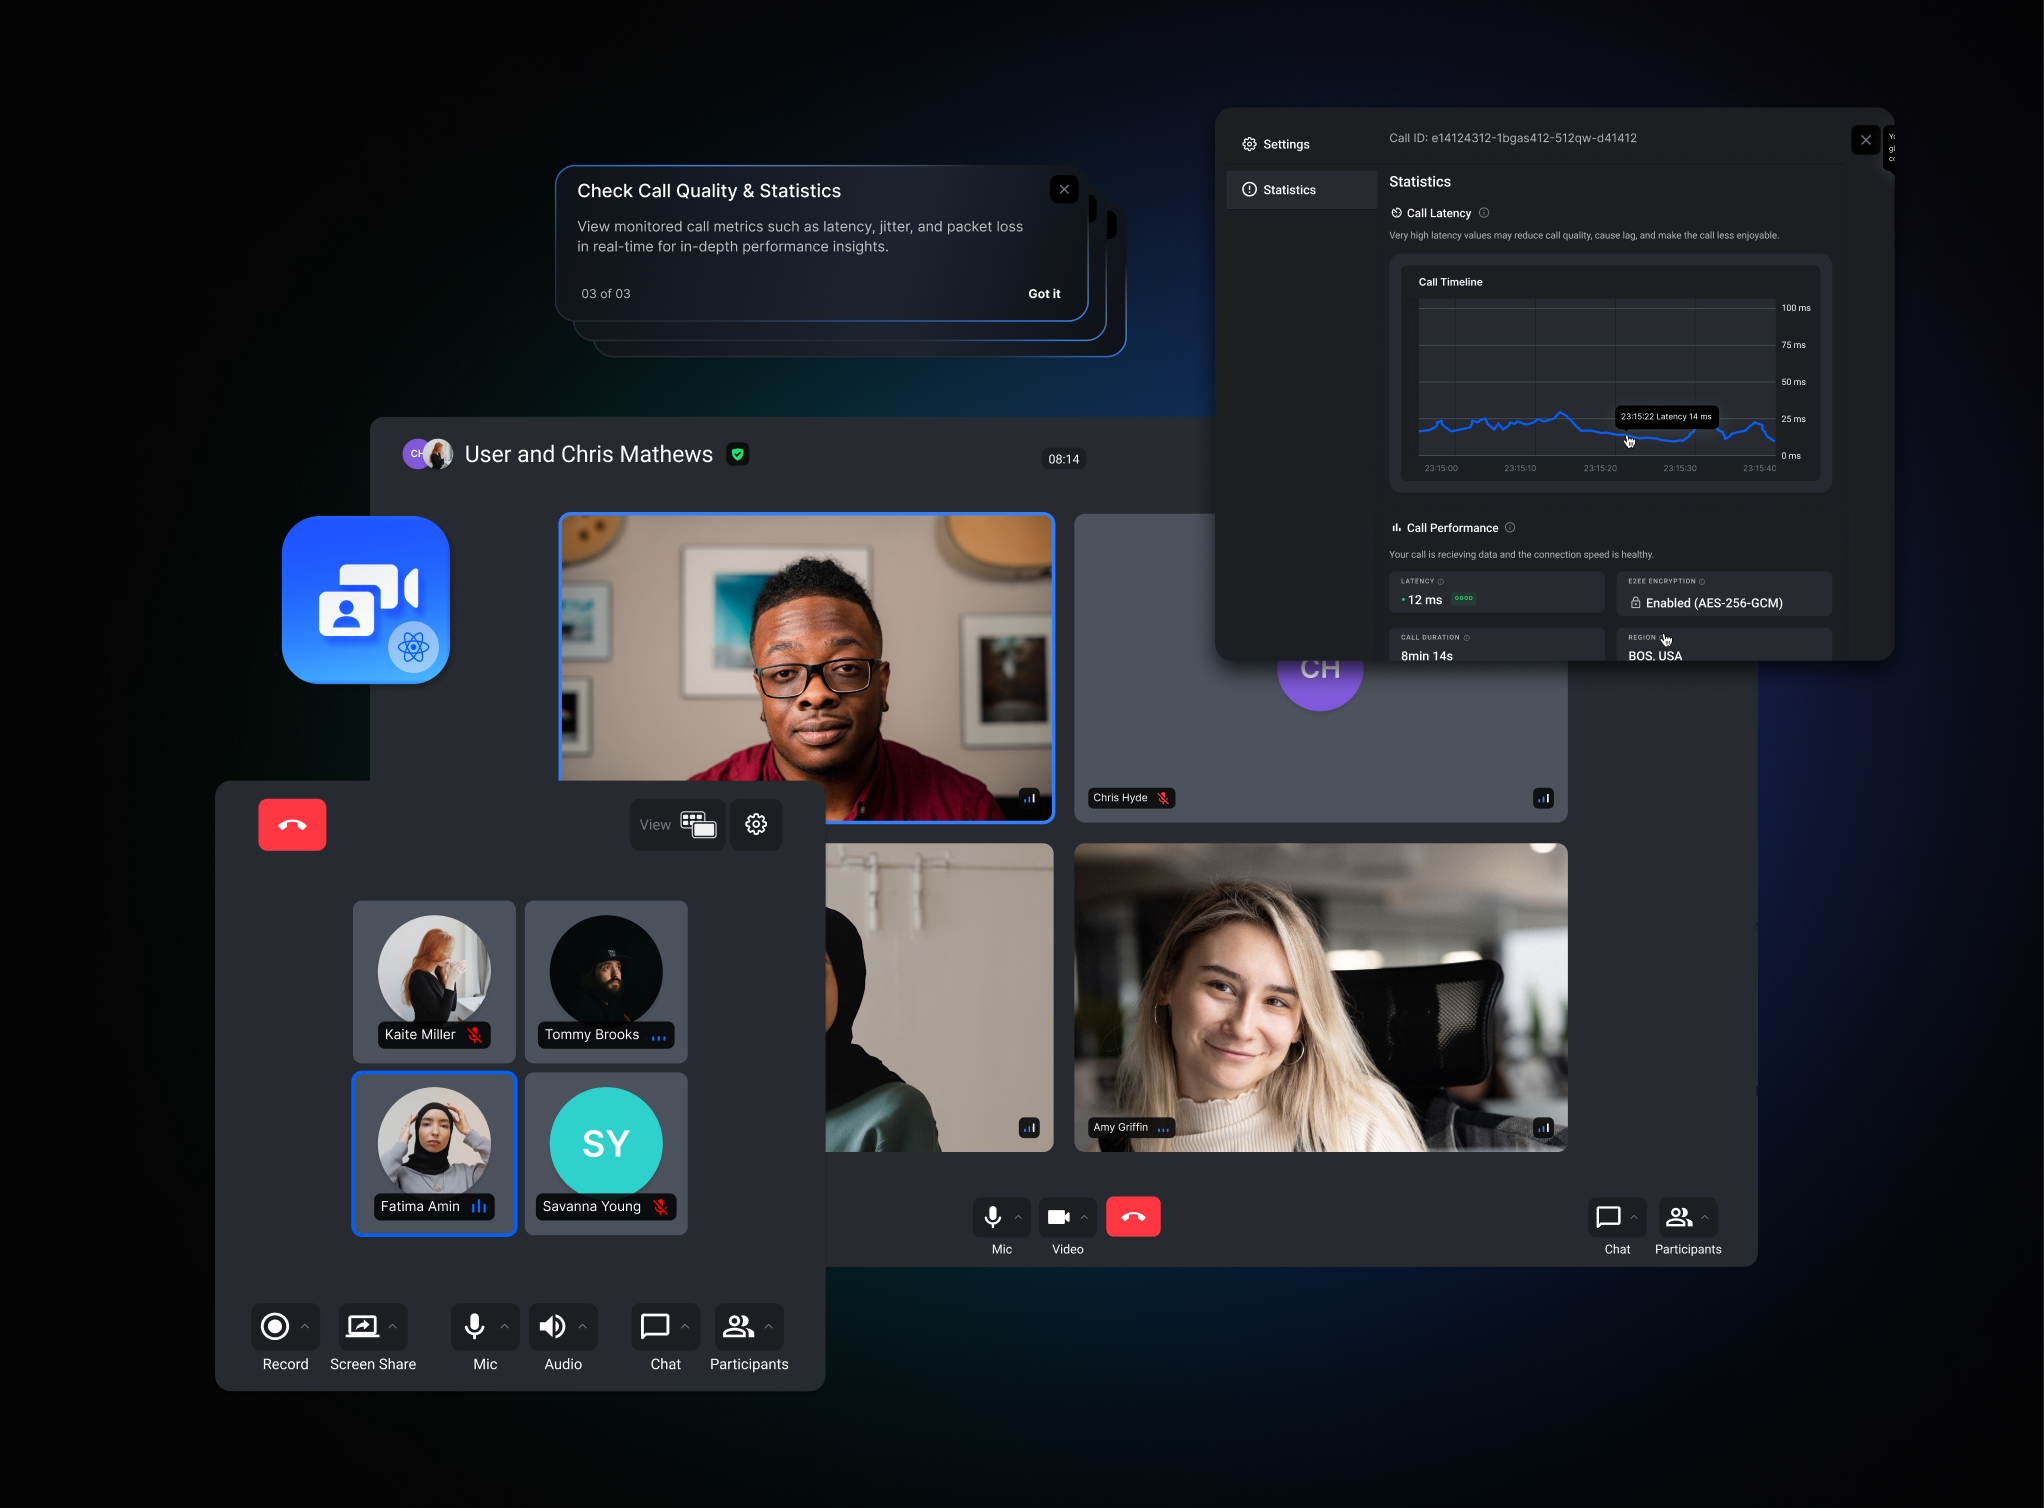 Check Call Quality & Statistics
View monitored call metrics such as latency, jitter, and packet loss
in real-time for in-depth performance insights.
03 of 03
Got it
Settings
Statistics
Call ID: e14124312-1bgas412-512qw-d41412
Statistics
Call Latency
Very high latency values may reduce call quality, cause lag, and make the call less enjoyable.
Call Timeline
100 ms
75 ms
50 ms
25 ms
0 ms
23:15:22 Latency 14 ms
23:15:00
23:15:10
23:15:20
23:15:30
23:15:40
Call Performance
Your call is recieving data and the connection speed is healthy.
LATENCY
12 ms
GOOD
E2EE ENCRYPTION
Enabled (AES-256-GCM)
CALL DURATION
8min 14s
REGION
BOS, USA
CH
User and Chris Mathews
08:14
CH
Chris Hyde
Amy Griffin
Mic
Video
Chat
Participants
View
Kaite Miller
Tommy Brooks
Fatima Amin
SY
Savanna Young
Record
Screen Share
Mic
Audio
Chat
Participants